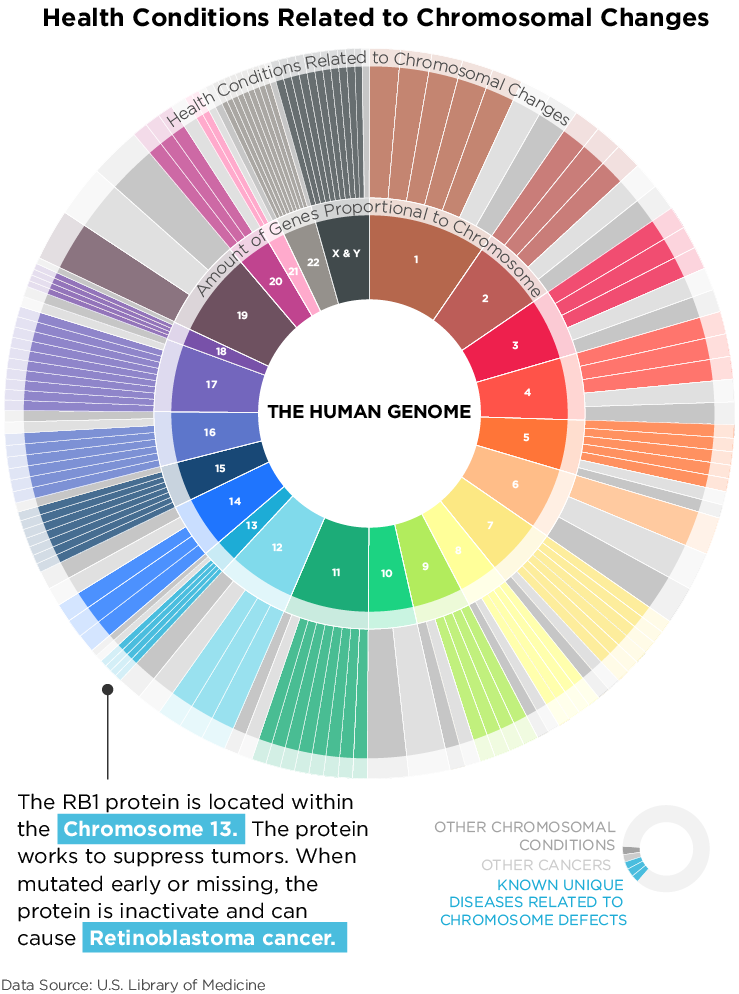 Health Conditions Related to Chromosomal Changes
Health Conditions Related to Chromosomal Changes
Amount of Genes Proportional to Chromosome
1
2
3
4
5
6
7
8
9
10
11
12
13
14
15
16
17
18
19
20
21
22
X & Y
THE HUMAN GENOME
The RB1 protein is located within
the Chromosome 13. The protein
works to suppress tumors. When
mutated early or missing, the
protein is inactivate and can
cause Retinoblastoma cancer.
OTHER CHROMOSOMAL
CONDITIONS
OTHER CANCERS
KNOWN UNIQUE
DISEASES RELATED TO
CHROMOSOME DEFECTS
Data Source: U.S. Library of Medicine